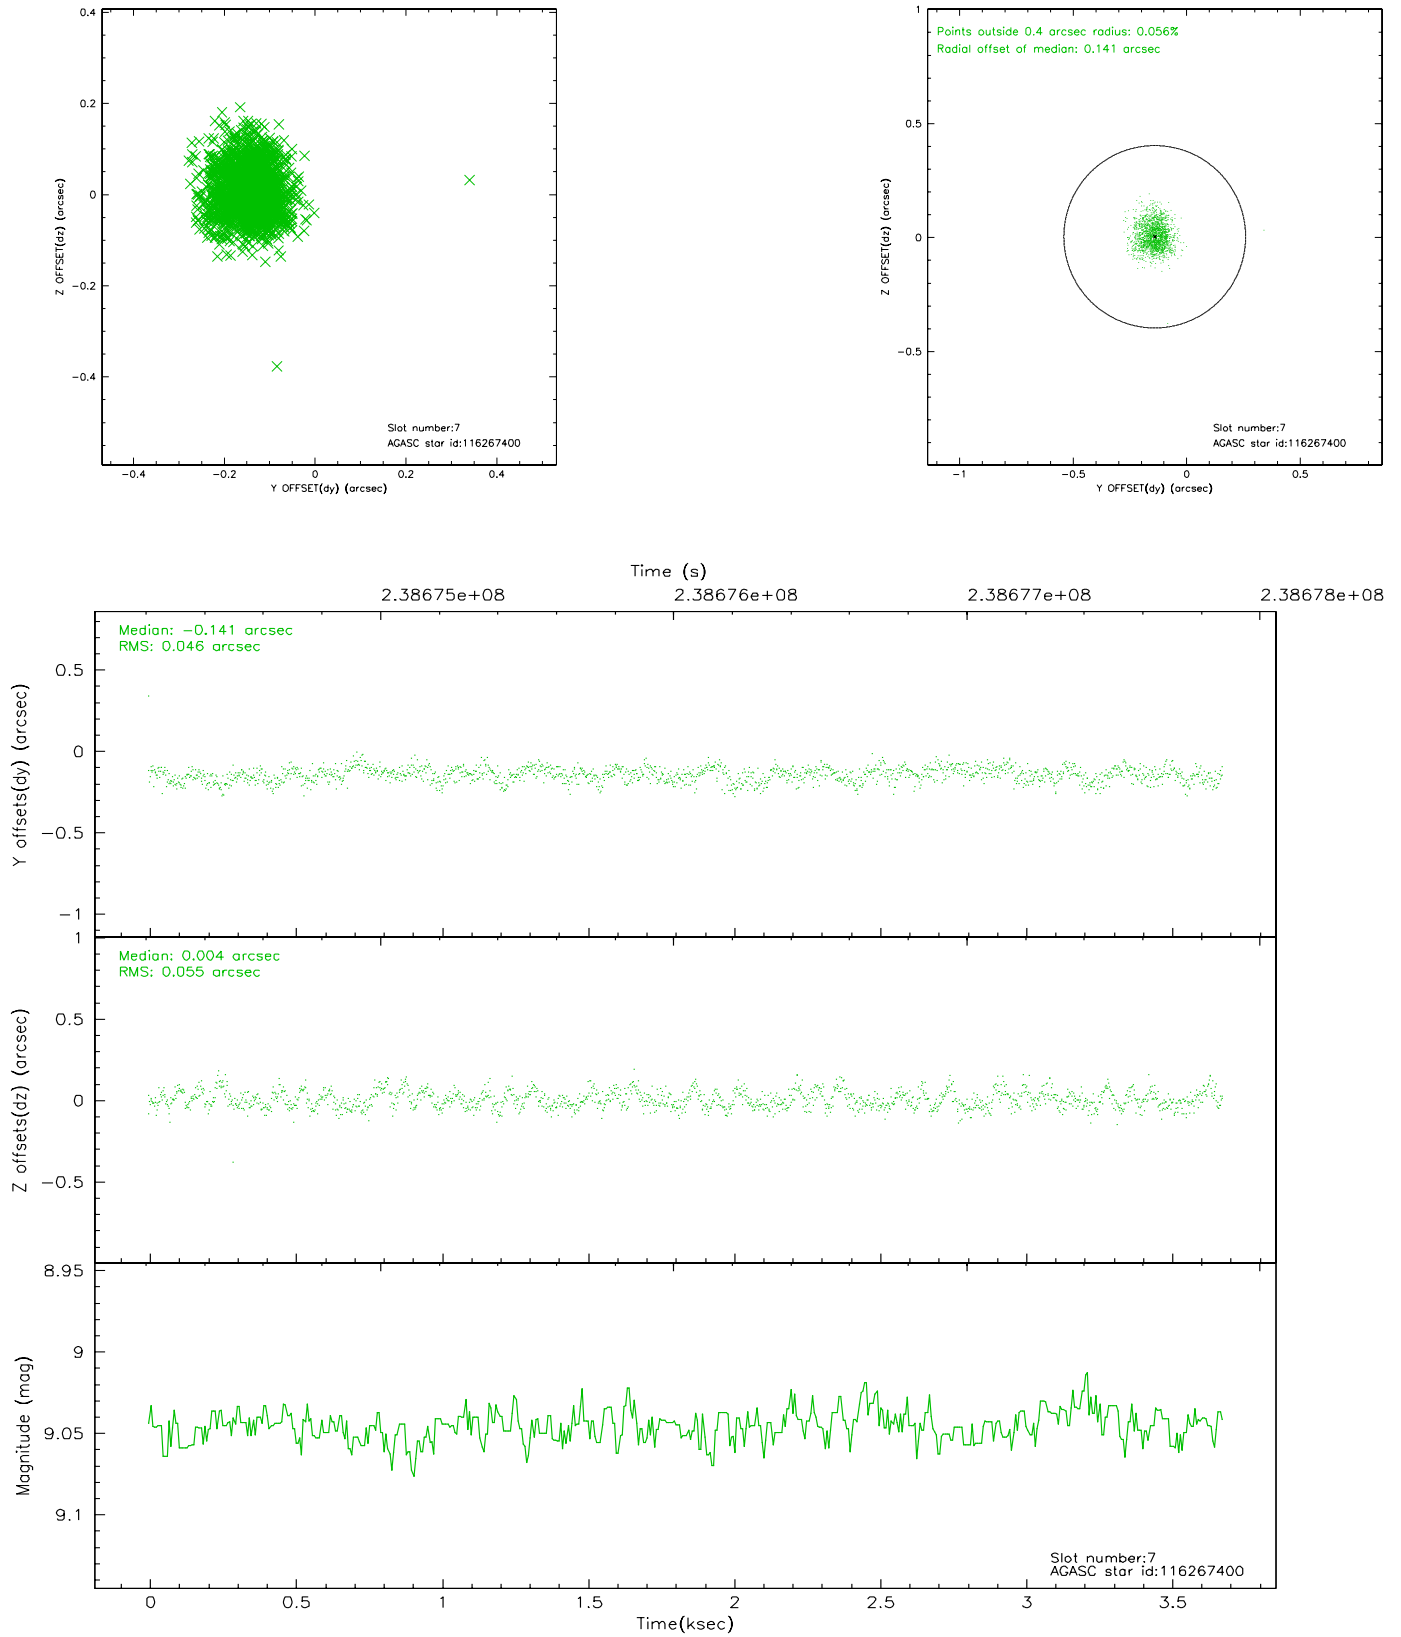 0.4
0.2
0
-0.2
-0.4
Z OFFSET(dz) (arcsec)
-0.4 -0.2 0 0.2 0.4
Y OFFSET(dy) (arcsec)
Slot number:7
AGASC star id:116267400
Points outside 0.4 arcsec radius: 0.056%
Radial offset of median: 0.141 arcsec
1
0.5
0
-0.5
Z OFFSET(dz) (arcsec)
-1 -0.5 0 0.5
Y OFFSET(dy) (arcsec)
Slot number:7
AGASC star id:116267400
Time (s)
2.38675e+08 2.38676e+08 2.38677e+08 2.38678e+08
Median: -0.141 arcsec
RMS: 0.046 arcsec
0.5
0
-0.5
-1
Y offsets(dy) (arcsec)
Median: 0.004 arcsec
RMS: 0.055 arcsec
1
0.5
0
-0.5
Z offsets(dz) (arcsec)
8.95
9
9.05
9.1
Magnitude (mag)
Slot number:7
AGASC star id:116267400
0 0.5 1 1.5 2 2.5 3 3.5
Time(ksec)